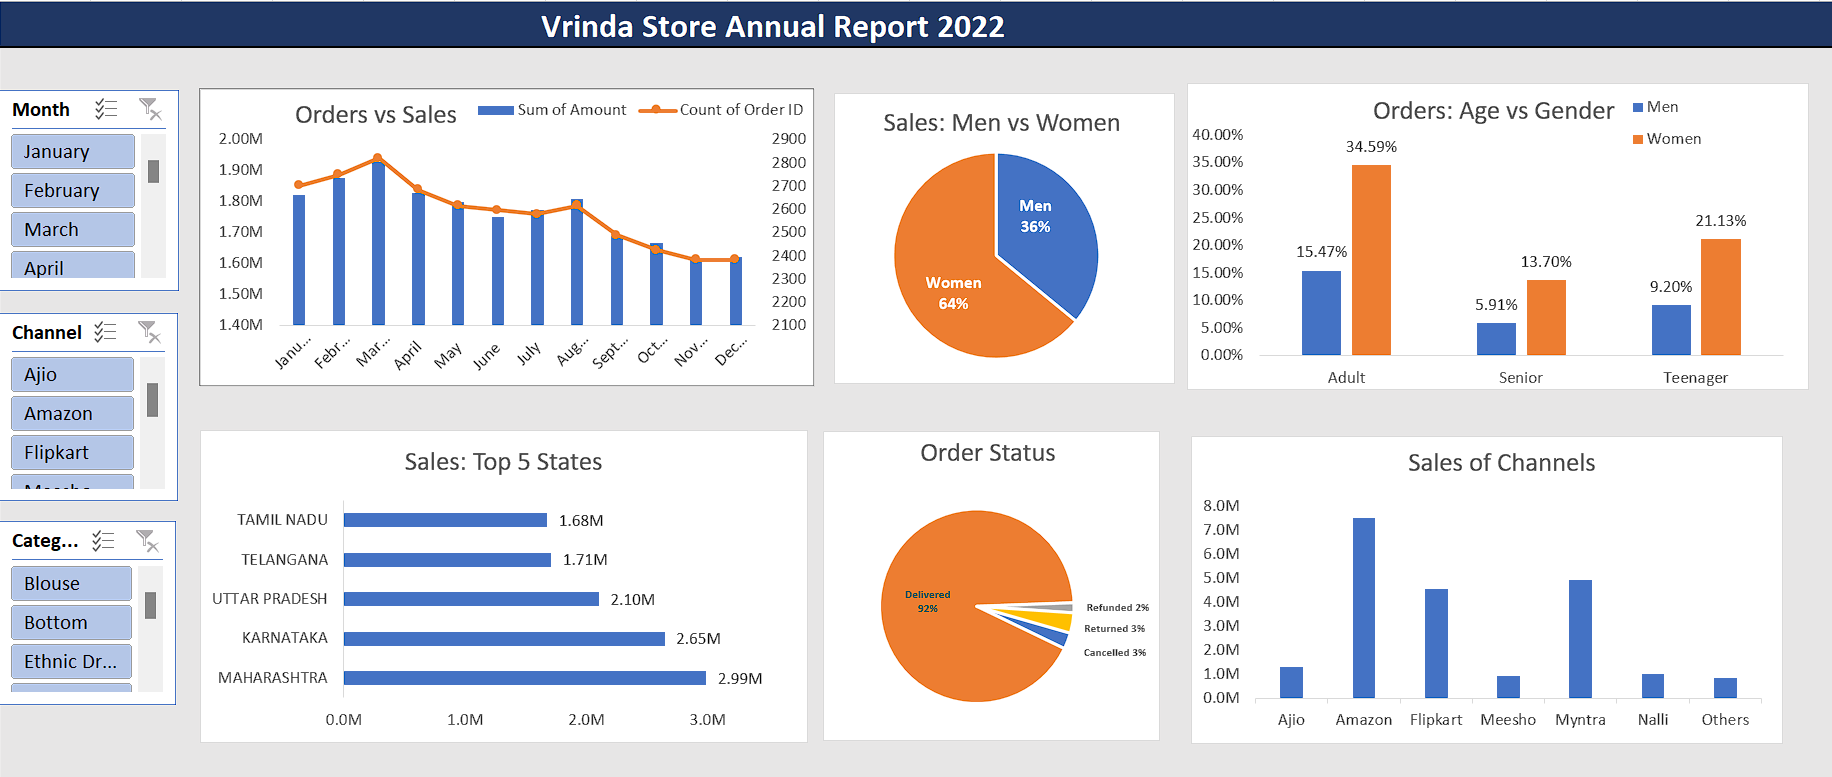 Vrinda Store Annual Report 2022
Month
January
February
March
April
Channel
Ajio
Amazon
Flipkart
Meesho
Categ...
Blouse
Bottom
Ethnic Dr...
Orders vs Sales
Sum of Amount
Count of Order ID
2.00M
1.90M
1.80M
1.70M
1.60M
1.50M
1.40M
2900
2800
2700
2600
2500
2400
2300
2200
2100
Janu...
Febr...
Mar...
April
May
June
July
Aug...
Sept...
Oct...
Nov...
Dec...
Sales: Men vs Women
Men
36%
Women
64%
Orders: Age vs Gender
Men
Women
40.00%
35.00%
30.00%
25.00%
20.00%
15.00%
10.00%
5.00%
0.00%
15.47%
34.59%
5.91%
13.70%
9.20%
21.13%
Adult
Senior
Teenager
Sales: Top 5 States
TAMIL NADU
1.68M
TELANGANA
1.71M
UTTAR PRADESH
2.10M
KARNATAKA
2.65M
MAHARASHTRA
2.99M
0.0M
1.0M
2.0M
3.0M
Order Status
Delivered
92%
Refunded 2%
Returned 3%
Cancelled 3%
Sales of Channels
8.0M
7.0M
6.0M
5.0M
4.0M
3.0M
2.0M
1.0M
0.0M
Ajio
Amazon
Flipkart
Meesho
Myntra
Nalli
Others